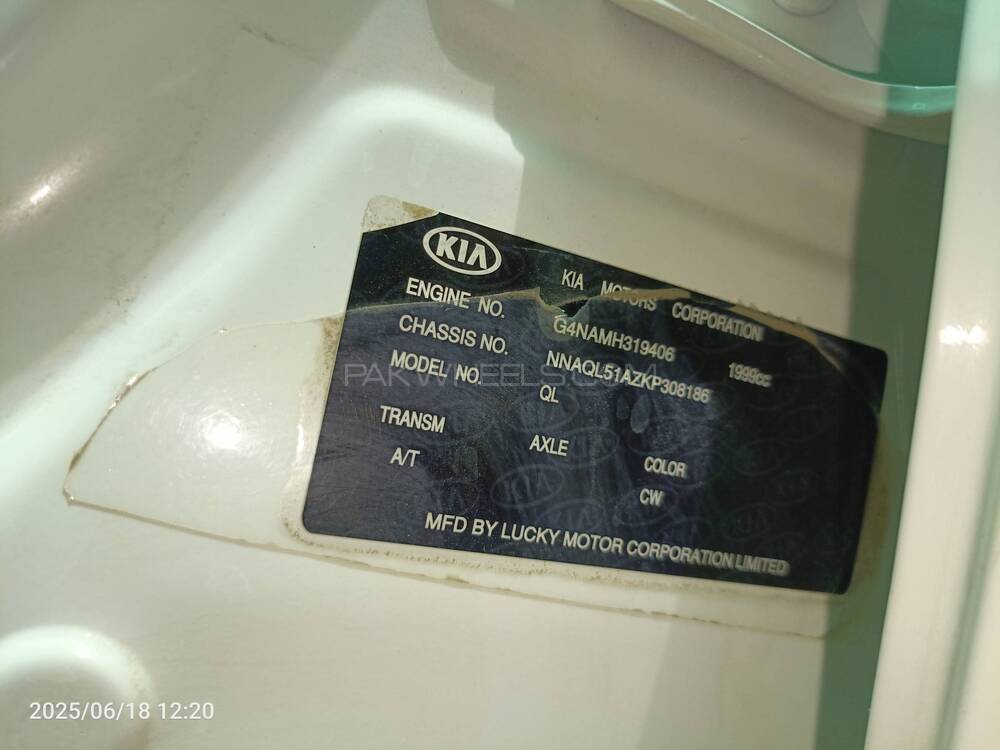 KIA
KIA MOTORS CORPORATION
ENGINE NO. G4NAMH319406 1999cc
CHASSIS NO. NNAQL51AZKP308186
MODEL NO. QL
TRANSM AXLE COLOR
A/T CW
MFD BY LUCKY MOTOR CORPORATION LIMITED
PAKWHEELS.COM
2025/06/18 12:20